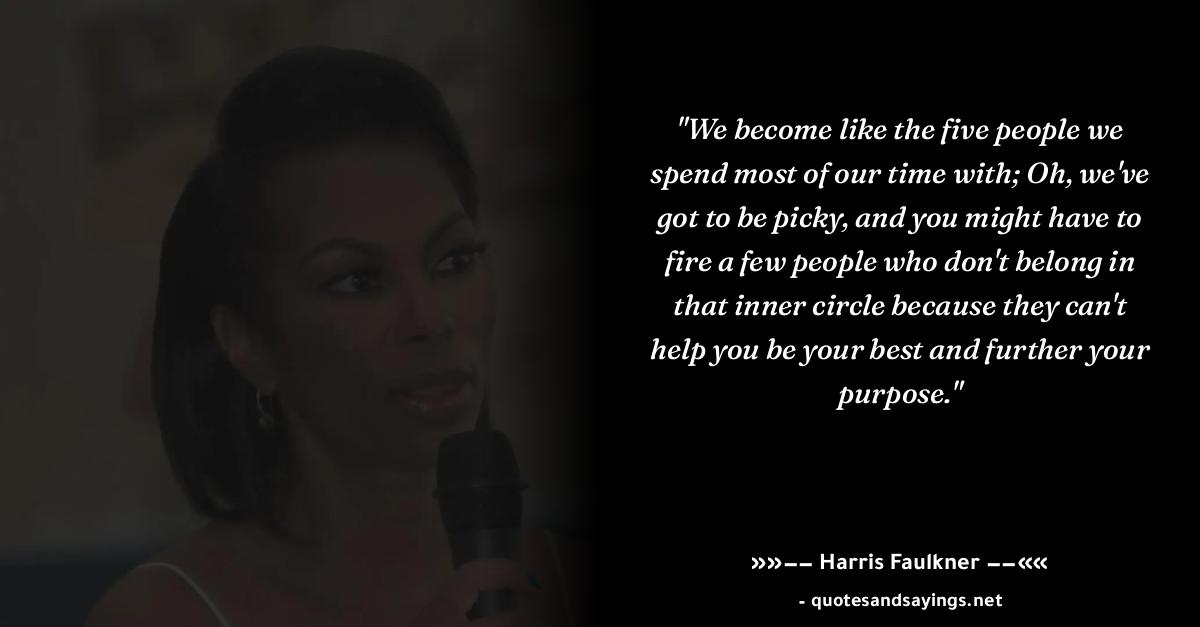 "We become like the five people we
spend most of our time with; Oh, we've
got to be picky, and you might have to
fire a few people who don't belong in
that inner circle because they can't
help you be your best and further your
purpose."
»»–– Harris Faulkner ––««
- quotesandsayings.net